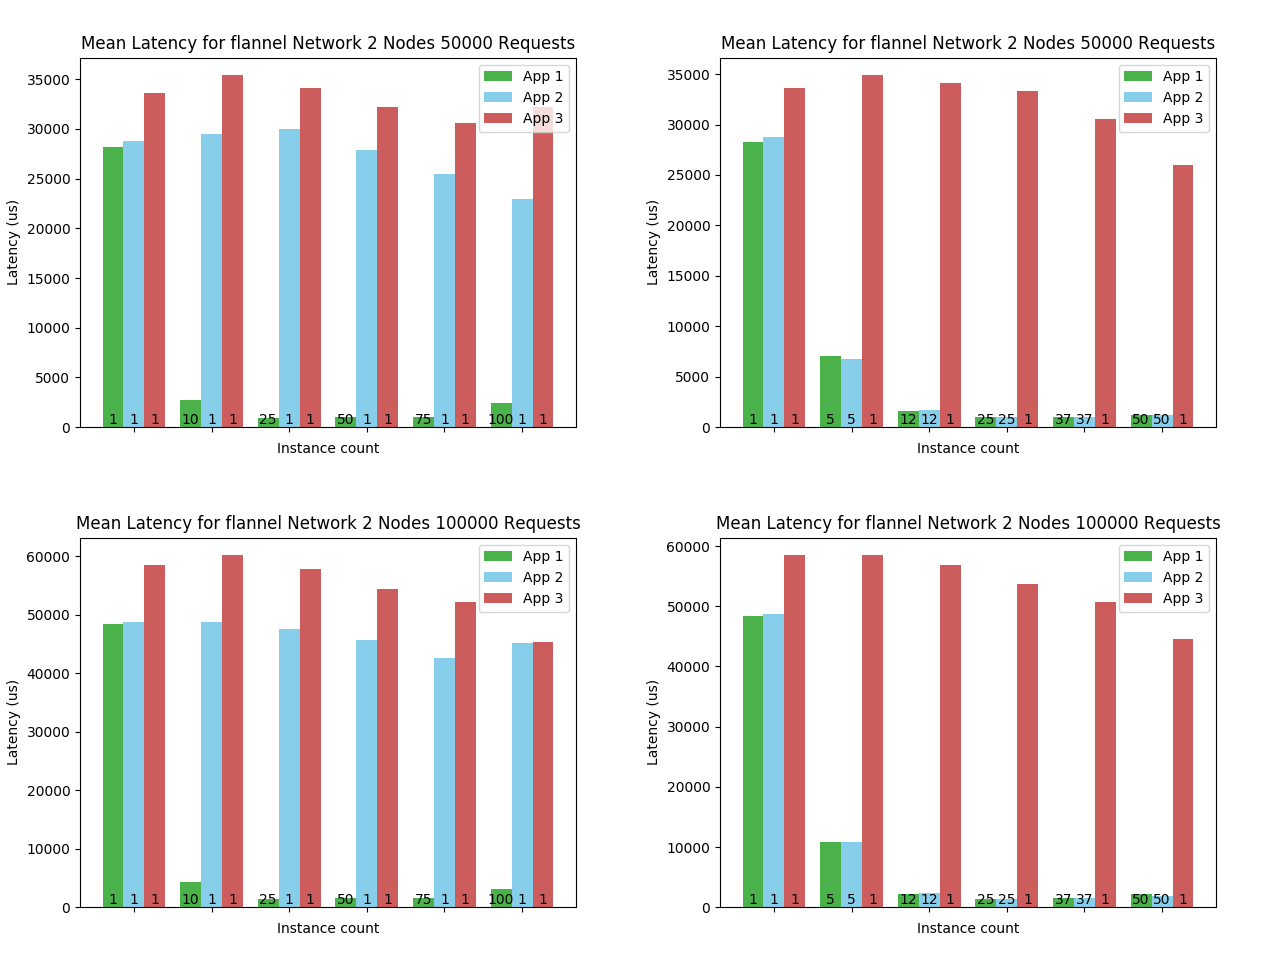 Mean Latency for flannel Network 2 Nodes 50000 Requests
App 1
App 2
App 3
35000
30000
25000
20000
15000
10000
5000
0
Latency (us)
1 1 1 10 1 1 25 1 1 50 1 1 75 1 1 100 1 1
Instance count
Mean Latency for flannel Network 2 Nodes 50000 Requests
App 1
App 2
App 3
35000
30000
25000
20000
15000
10000
5000
0
Latency (us)
1 1 1 5 5 1 12 12 1 25 25 1 37 37 1 50 50 1
Instance count
Mean Latency for flannel Network 2 Nodes 100000 Requests
App 1
App 2
App 3
60000
50000
40000
30000
20000
10000
0
Latency (us)
1 1 1 10 1 1 25 1 1 50 1 1 75 1 1 100 1 1
Instance count
Mean Latency for flannel Network 2 Nodes 100000 Requests
App 1
App 2
App 3
60000
50000
40000
30000
20000
10000
0
Latency (us)
1 1 1 5 5 1 12 12 1 25 25 1 37 37 1 50 50 1
Instance count